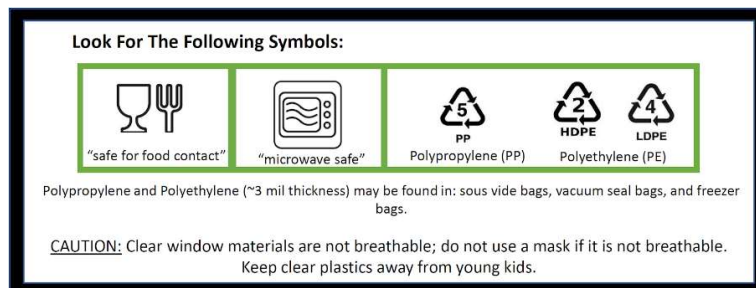 Look For The Following Symbols:
"safe for food contact"
"microwave safe"
5
PP
Polypropylene (PP)
2
HDPE
4
LDPE
Polyethylene (PE)
Polypropylene and Polyethylene (~3 mil thickness) may be found in: sous vide bags, vacuum seal bags, and freezer
bags.
CAUTION: Clear window materials are not breathable; do not use a mask if it is not breathable.
Keep clear plastics away from young kids.